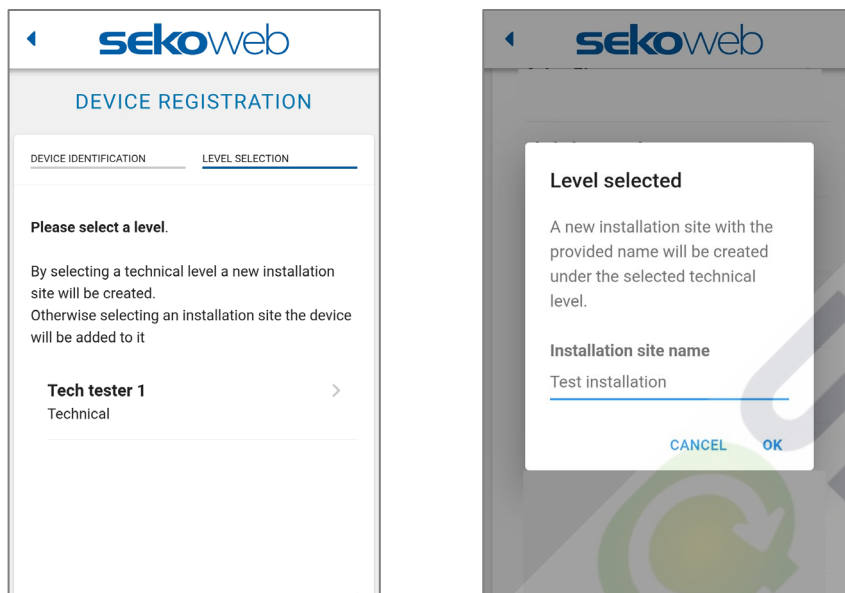 sekoweb
DEVICE REGISTRATION
DEVICE IDENTIFICATION
LEVEL SELECTION
Please select a level.
By selecting a technical level a new installation
site will be created.
Otherwise selecting an installation site the device
will be added to it
Tech tester 1
Technical
sekoweb
Level selected
A new installation site with the
provided name will be created
under the selected technical
level.
Installation site name
Test installation
CANCEL OK